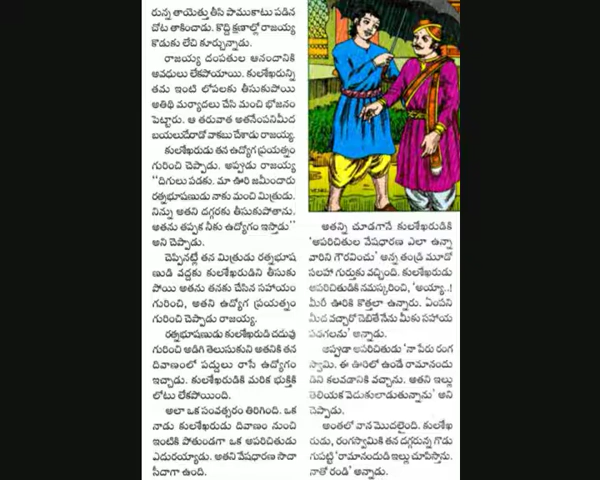 రున్న తాయెత్తు తీసి పాముకాటు పడిన
చోట తాకించాడు. కొద్ది క్షణాల్లో రాజయ్య
కొడుకు లేచి కూర్చున్నాడు.
రాజయ్య దంపతుల ఆనందానికి
అవధులు లేకపోయాయి. కులశేఖరున్ని
తమ ఇంటి లోపలకు తీసుకుపోయి
అతిథి మర్యాదలు చేసి మంచి భోజనం
పెట్టారు. ఆ తరువాత అతనేంపనిమీద
బయలుదేరాడో వాకబు చేశాడు రాజయ్య.
కులశేఖరుడు తన ఉద్యోగ ప్రయత్నం
గురించి చెప్పాడు. అప్పుడు రాజయ్య
"దిగులు పడకు. మా ఊరి జమీందారు
రత్నభూషణుడు నాకు మంచి మిత్రుడు.
నిన్ను అతని దగ్గరకు తీసుకుపోతాను.
అతను తప్పక నీకు ఉద్యోగం ఇస్తాడు"
అని చెప్పాడు.
చెప్పినట్లే తన మిత్రుడు రత్నభూష
ణుడి వద్దకు కులశేఖరుడిని తీసుకు
పోయి అతను తనకు చేసిన సహాయం
గురించి, అతని ఉద్యోగ ప్రయత్నం
గురించి చెప్పాడు రాజయ్య.
రత్నభూషణుడు కులశేఖరుడి చదువు
గురించి అడిగి తెలుసుకుని అతనికి తన
దివాణంలో పద్దులు రాసే ఉద్యోగం
ఇచ్చాడు. కులశేఖరుడికి మరిక భుక్తికి
లోటు లేకపోయింది.
అలా ఒక సంవత్సరం తిరిగింది. ఒక
నాడు కులశేఖరుడు దివాణం నుంచి
ఇంటికి పోతుండగా ఒక అపరిచితుడు
ఎదురయ్యాడు. అతని వేషధారణ సాదా
సీదాగా ఉంది.
అతన్ని చూడగానే కులశేఖరుడికి
'అపరిచితుల వేషధారణ ఎలా ఉన్నా
వారిని గౌరవించు' అన్న తండ్రి మూడో
సలహా గుర్తుకు వచ్చింది. కులశేఖరుడు
అపరిచితుడికి నమస్కరించి, 'అయ్యా..!
మీరీ ఊరికి కొత్తలా ఉన్నారు. ఏంపని
మీద వచ్చారో చెబితే నేను మీకు సహాయ
పడగలను' అన్నాడు.
అప్పుడా అపరిచితుడు 'నా పేరు రంగ
స్వామి. ఈ ఊరిలో ఉండే రామానందు
డిని కలవడానికి వచ్చాను. అతని ఇల్లు
తెలియక వెదుకులాడుతున్నాను' అని
చెప్పాడు.
అంతలో వాన మొదలైంది. కులశేఖ
రుడు, రంగస్వామికి తన దగ్గరున్న గొడు
గుపట్టి 'రామానందుడి ఇల్లు చూపిస్తాను.
నాతో రండి' అన్నాడు.